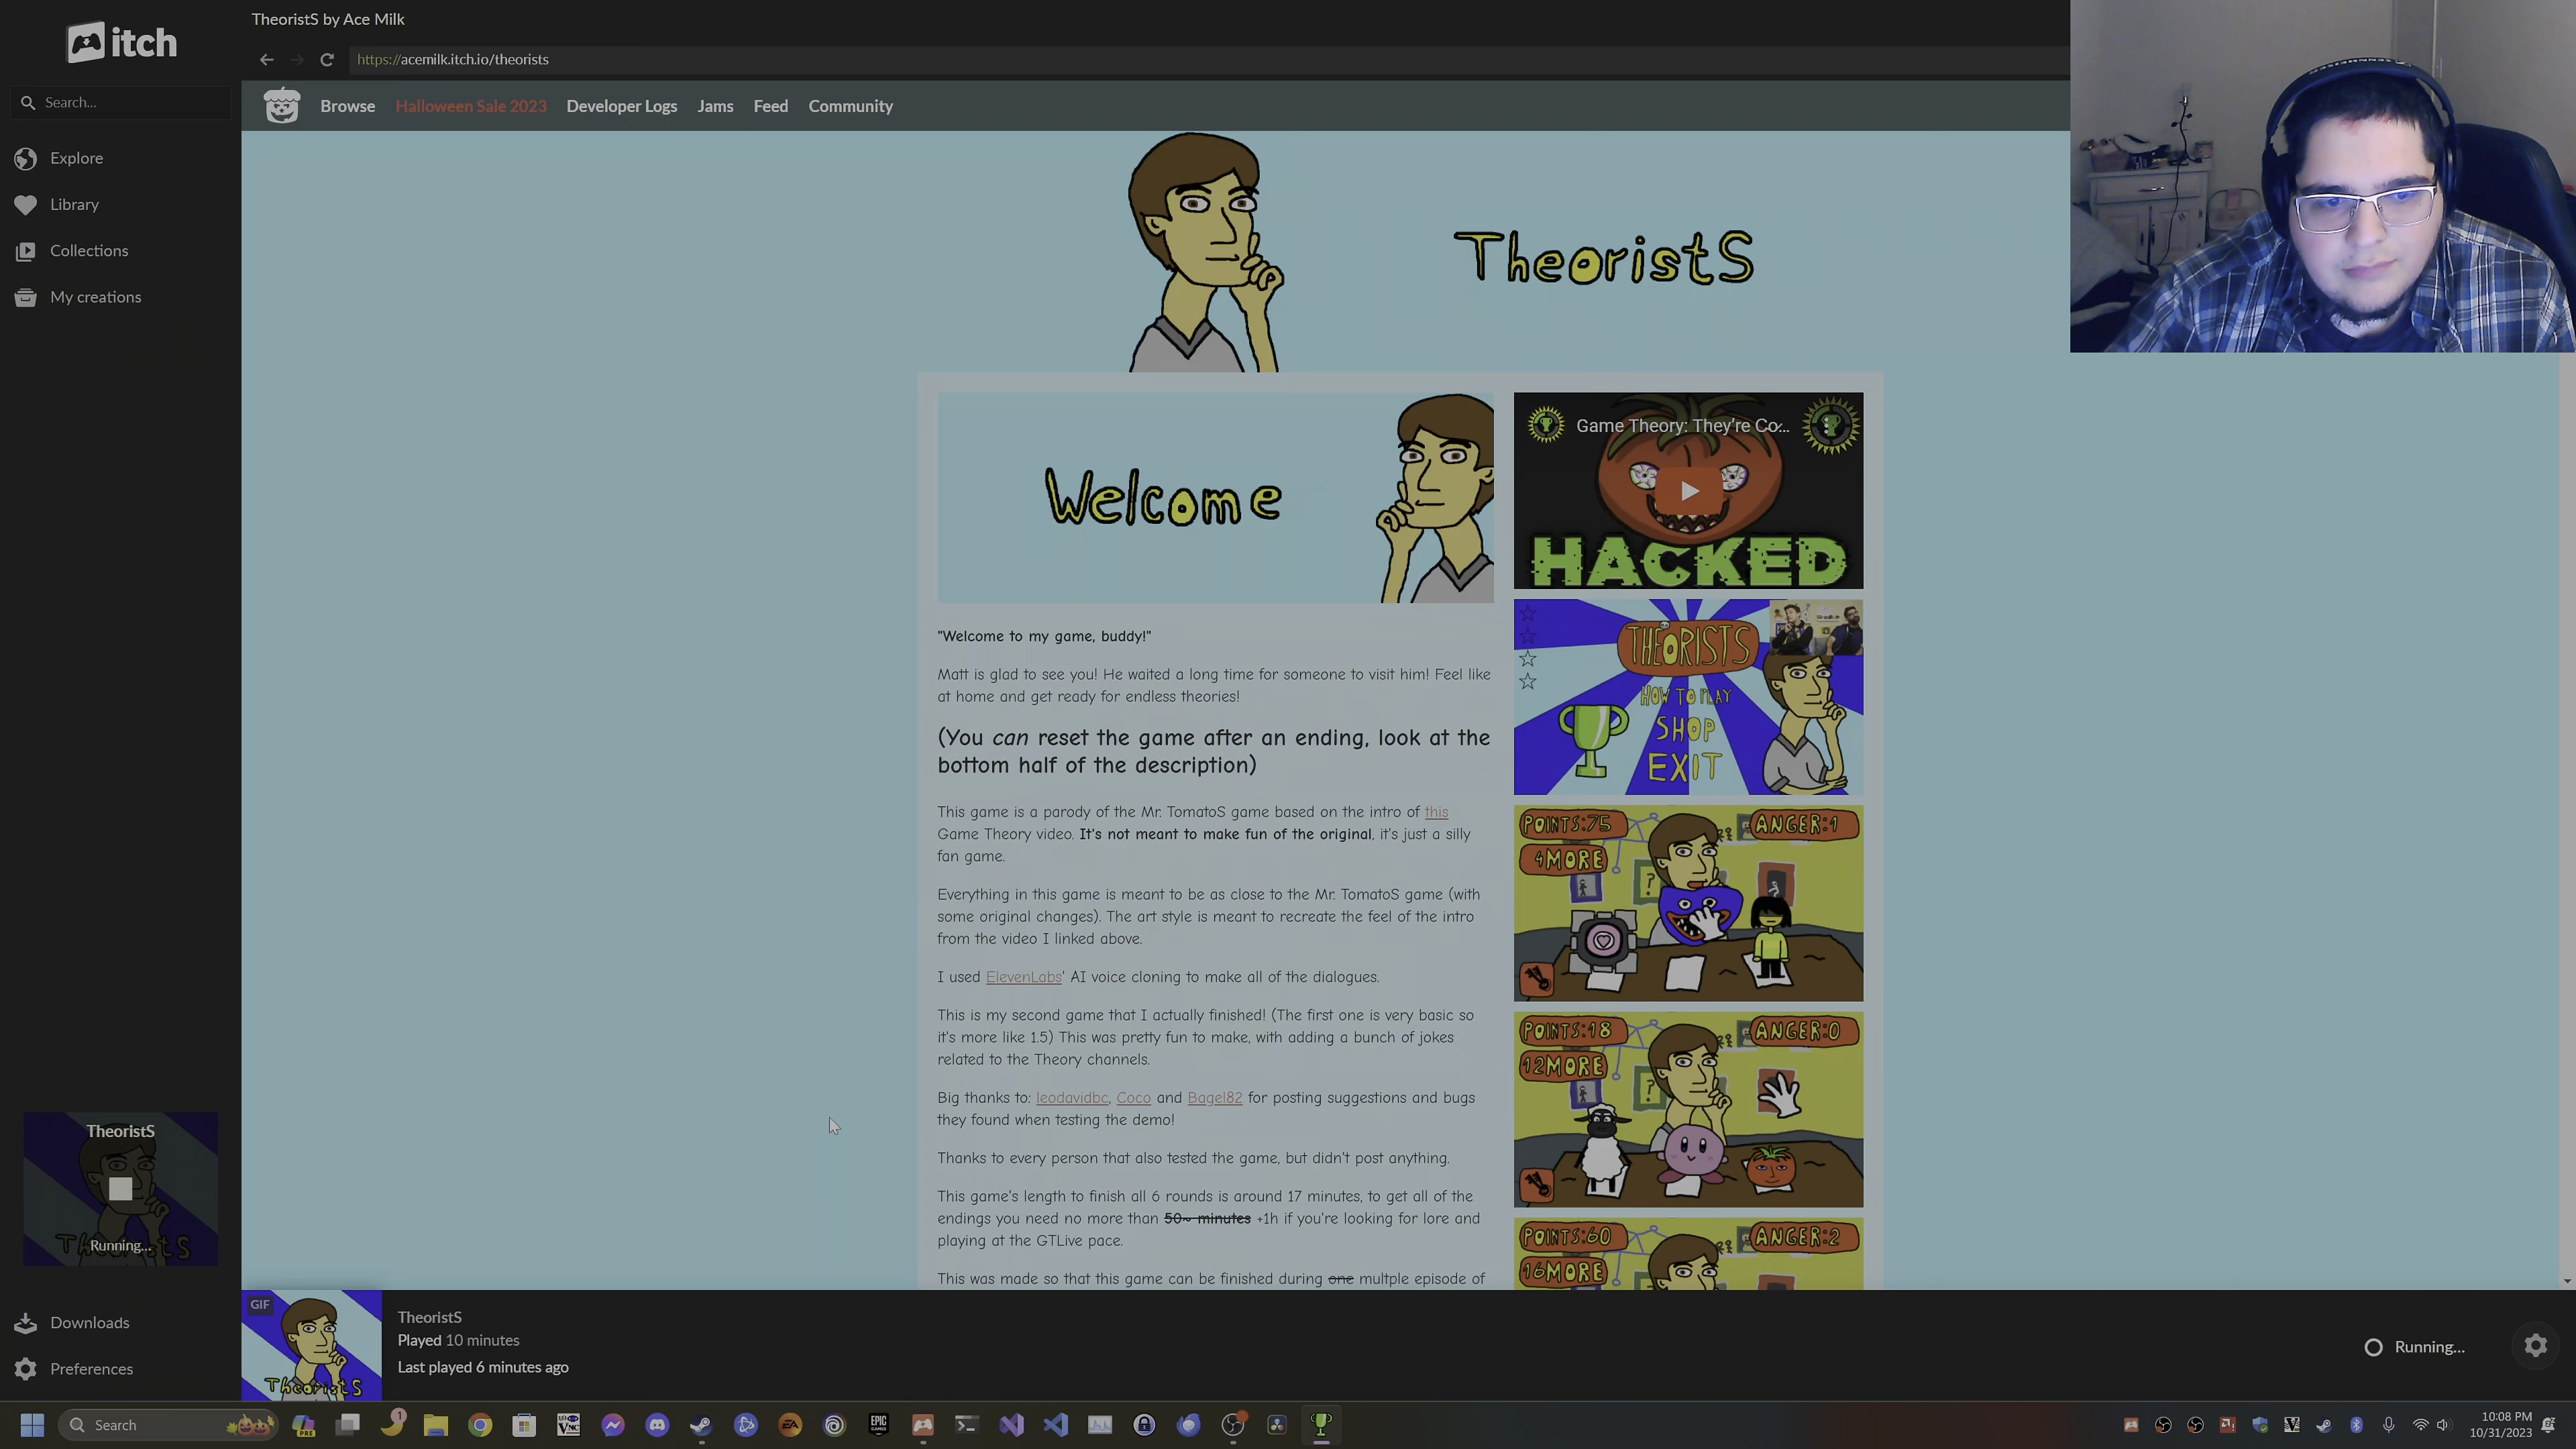 itch
TheoristS by Ace Milk
https://acemilk.itch.io/theorists
Search...
Browse
Halloween Sale 2023
Developer Logs
Jams
Feed
Community
Explore
Library
Collections
My creations
TheoristS
Welcome
Game Theory: They're Co...
HACKED
THEORISTS
HOW TO PLAY
SHOP
EXIT
"Welcome to my game, buddy!"
Matt is glad to see you! He waited a long time for someone to visit him! Feel like
at home and get ready for endless theories!
(You can reset the game after an ending, look at the
bottom half of the description)
This game is a parody of the Mr. TomatoS game based on the intro of this
Game Theory video. It's not meant to make fun of the original, it's just a silly
fan game.
Everything in this game is meant to be as close to the Mr. TomatoS game (with
some original changes). The art style is meant to recreate the feel of the intro
from the video I linked above.
I used ElevenLabs' AI voice cloning to make all of the dialogues.
This is my second game that I actually finished! (The first one is very basic so
it's more like 1.5) This was pretty fun to make, with adding a bunch of jokes
related to the Theory channels.
Big thanks to: leodavidbc, Coco and Bagel82 for posting suggestions and bugs
they found when testing the demo!
Thanks to every person that also tested the game, but didn't post anything.
This game's length to finish all 6 rounds is around 17 minutes, to get all of the
endings you need no more than 50~ minutes +1h if you're looking for lore and
playing at the GTLive pace.
This was made so that this game can be finished during one multple episode of
POINTS:75
ANGER:1
4MORE
?
POINTS:18
ANGER:0
12MORE
?
POINTS:60
ANGER:2
16MORE
TheoristS
Running...
TheoristS
Downloads
Preferences
GIF
TheoristS
TheoristS
Played 10 minutes
Last played 6 minutes ago
Running...
Search
PRE
1
VNC
EA
EPIC
GAMES
10:08 PM
10/31/2023